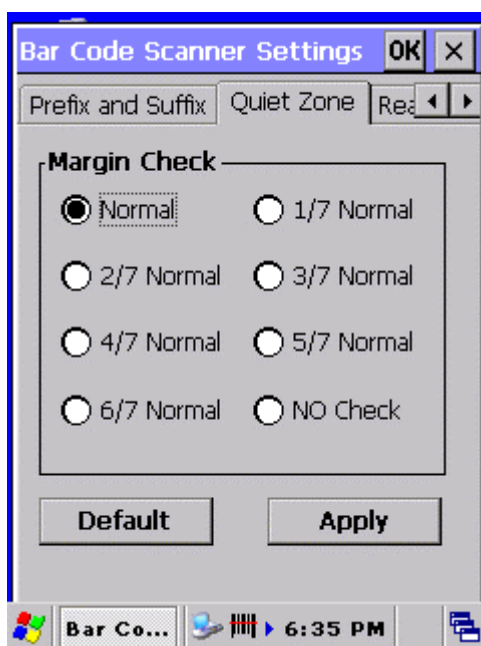 Bar Code Scanner Settings OK ×
Prefix and Suffix Quiet Zone Rea
Margin Check
Normal 1/7 Normal
2/7 Normal 3/7 Normal
4/7 Normal 5/7 Normal
6/7 Normal NO Check
Default Apply
Bar Co... 6:35 PM